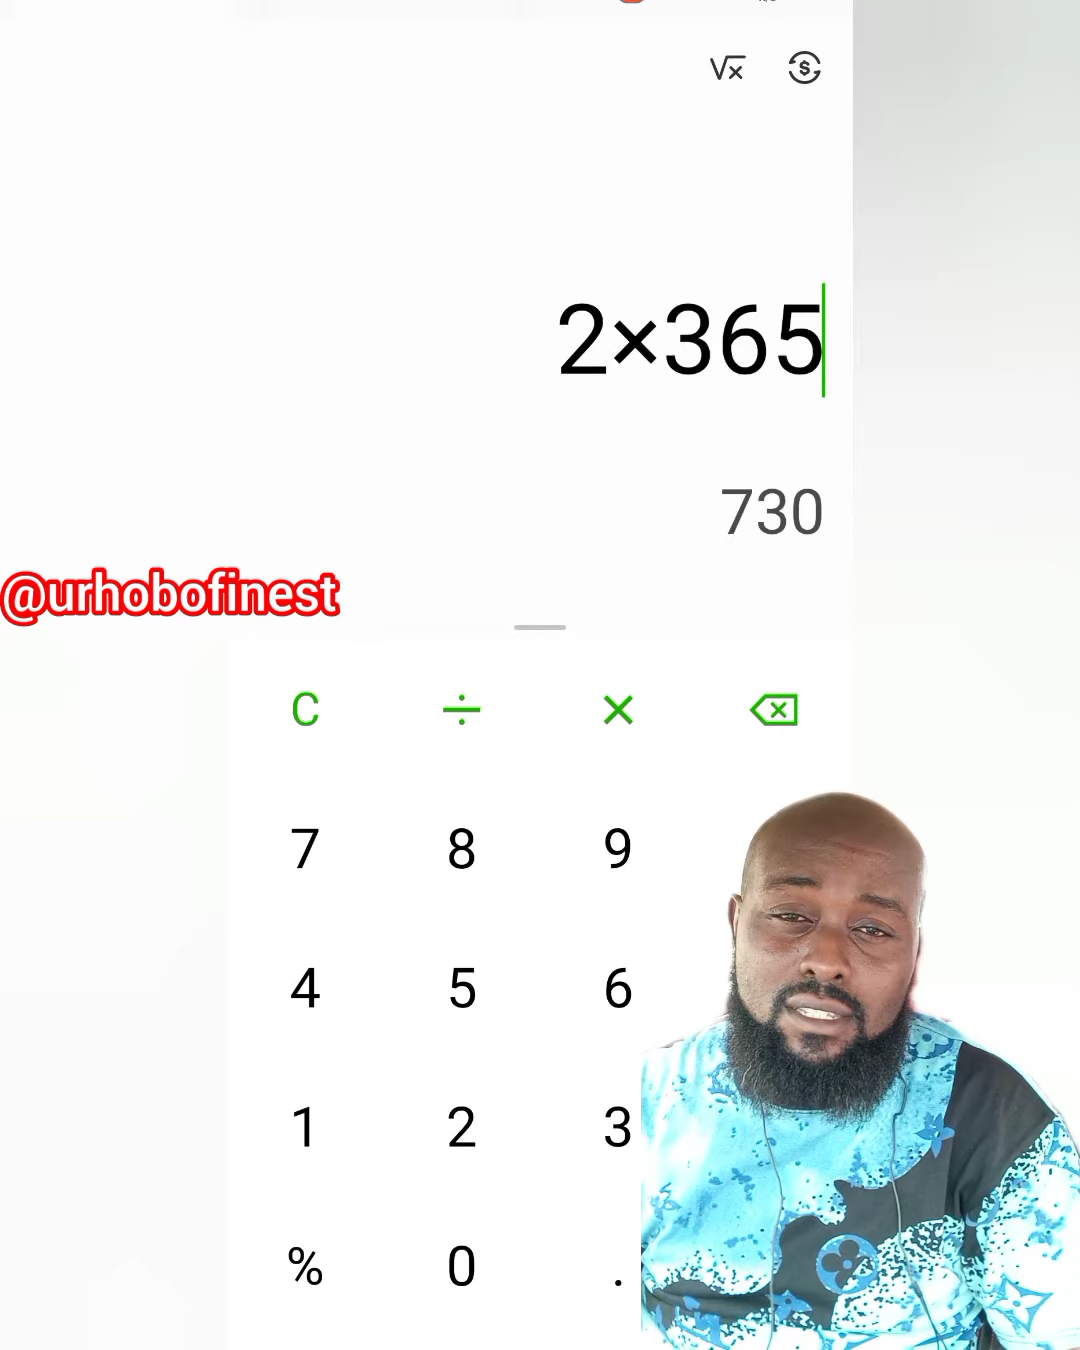 √x $
2×365
730
@urhobofinest
C ÷ ×
7 8 9
4 5 6
1 2 3
% 0 .